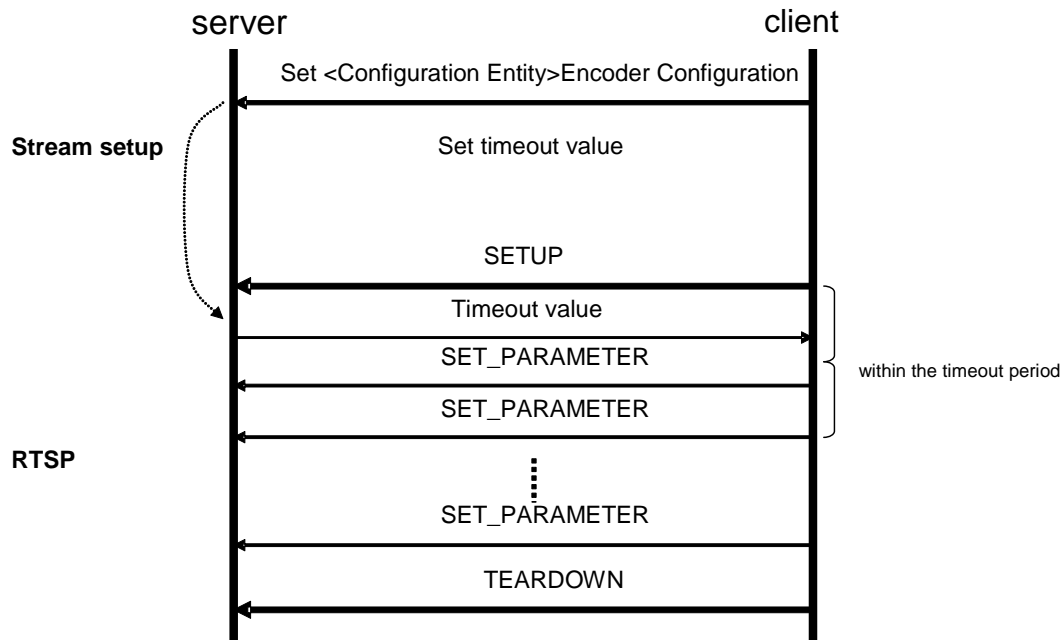 server
client
Set <Configuration Entity>Encoder Configuration
Stream setup
Set timeout value
SETUP
Timeout value
SET_PARAMETER
within the timeout period
SET_PARAMETER
RTSP
SET_PARAMETER
TEARDOWN